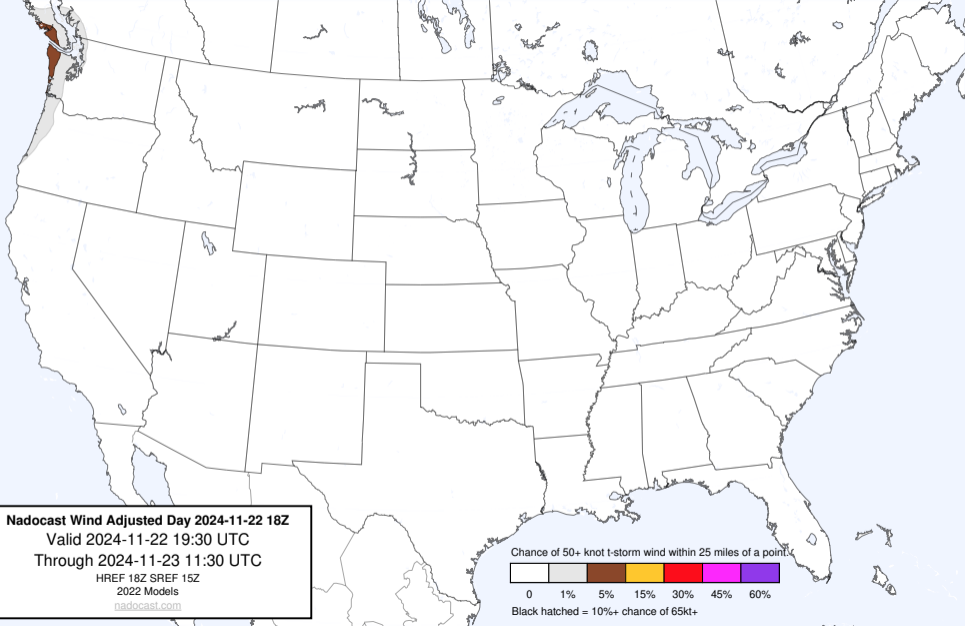 Nadocast Wind Adjusted Day 2024-11-22 18Z
Valid 2024-11-22 19:30 UTC
Through 2024-11-23 11:30 UTC
HREF 18Z SREF 15Z
2022 Models
nadocast.com
Chance of 50+ knot t-storm wind within 25 miles of a point.
0 1% 5% 15% 30% 45% 60%
Black hatched = 10%+ chance of 65kt+